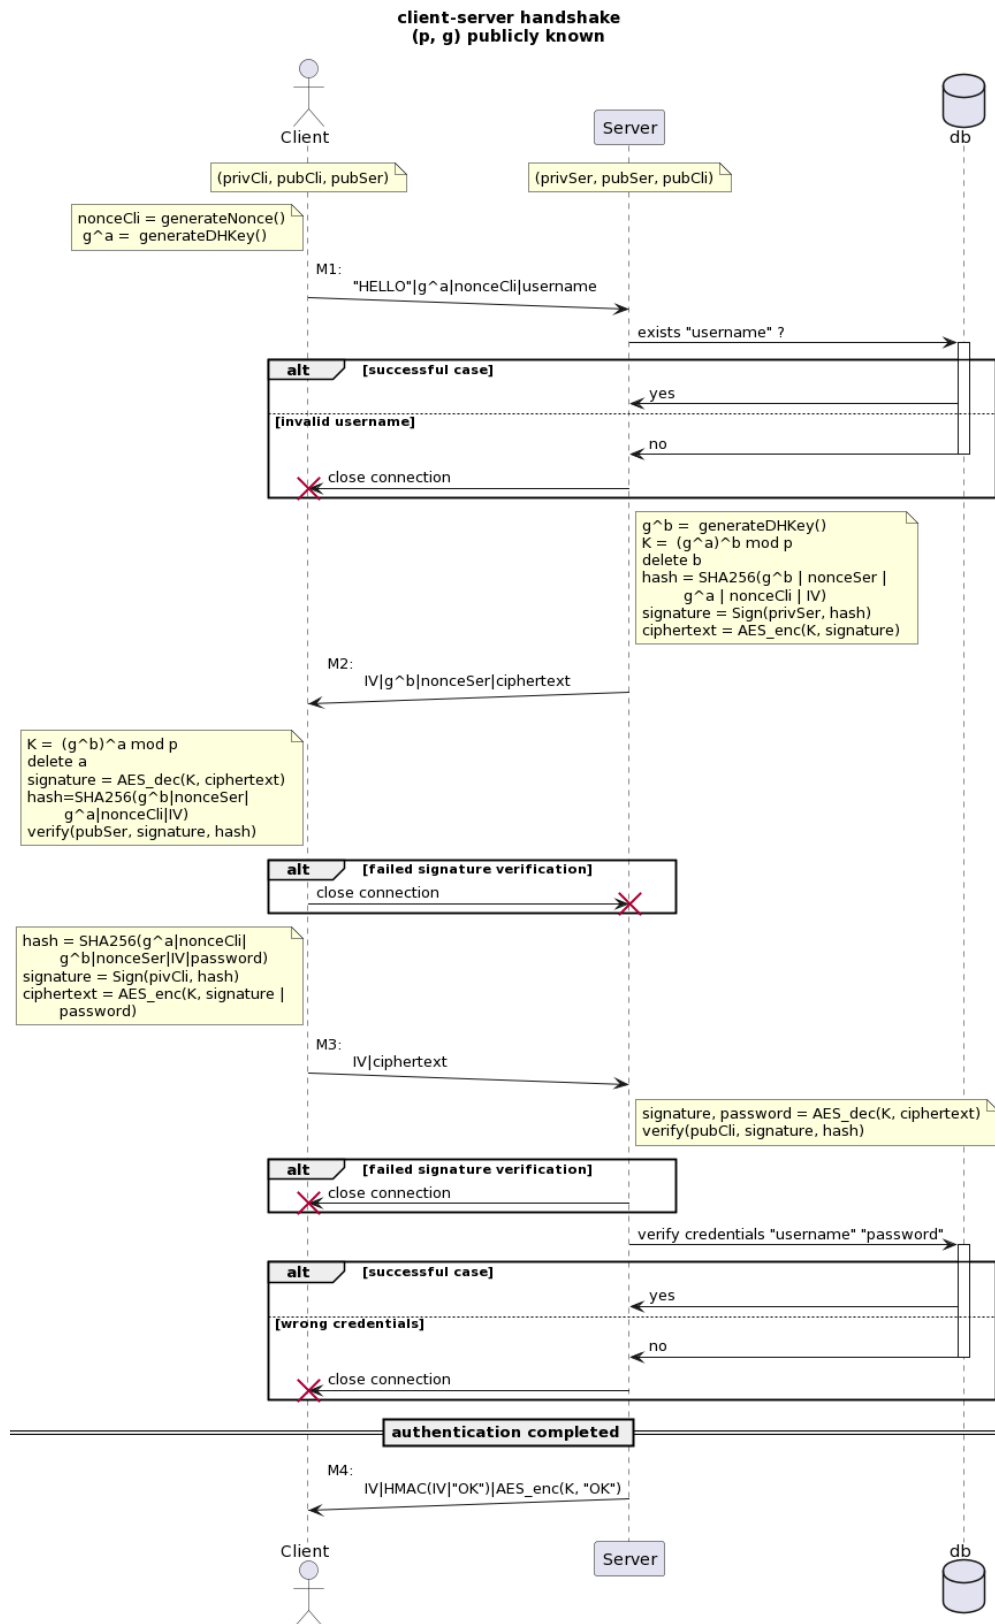 client-server handshake
(p, g) publicly known
Client
Server
db
(privCli, pubCli, pubSer)
(privSer, pubSer, pubCli)
nonceCli = generateNonce()
g^a =  generateDHKey()
M1:
"HELLO"|g^a|nonceCli|username
exists "username" ?
alt
[successful case]
yes
[invalid username]
no
close connection
g^b =  generateDHKey()
K =  (g^a)^b mod p
delete b
hash = SHA256(g^b | nonceSer |
g^a | nonceCli | IV)
signature = Sign(privSer, hash)
ciphertext = AES_enc(K, signature)
M2:
IV|g^b|nonceSer|ciphertext
K =  (g^b)^a mod p
delete a
signature = AES_dec(K, ciphertext)
hash=SHA256(g^b|nonceSer|
g^a|nonceCli|IV)
verify(pubSer, signature, hash)
alt
[failed signature verification]
close connection
hash = SHA256(g^a|nonceCli|
g^b|nonceSer|IV|password)
signature = Sign(pivCli, hash)
ciphertext = AES_enc(K, signature |
password)
M3:
IV|ciphertext
signature, password = AES_dec(K, ciphertext)
verify(pubCli, signature, hash)
alt
[failed signature verification]
close connection
verify credentials "username" "password"
alt
[successful case]
yes
[wrong credentials]
no
close connection
authentication completed
M4:
IV|HMAC(IV|"OK")|AES_enc(K, "OK")
Client
Server
db